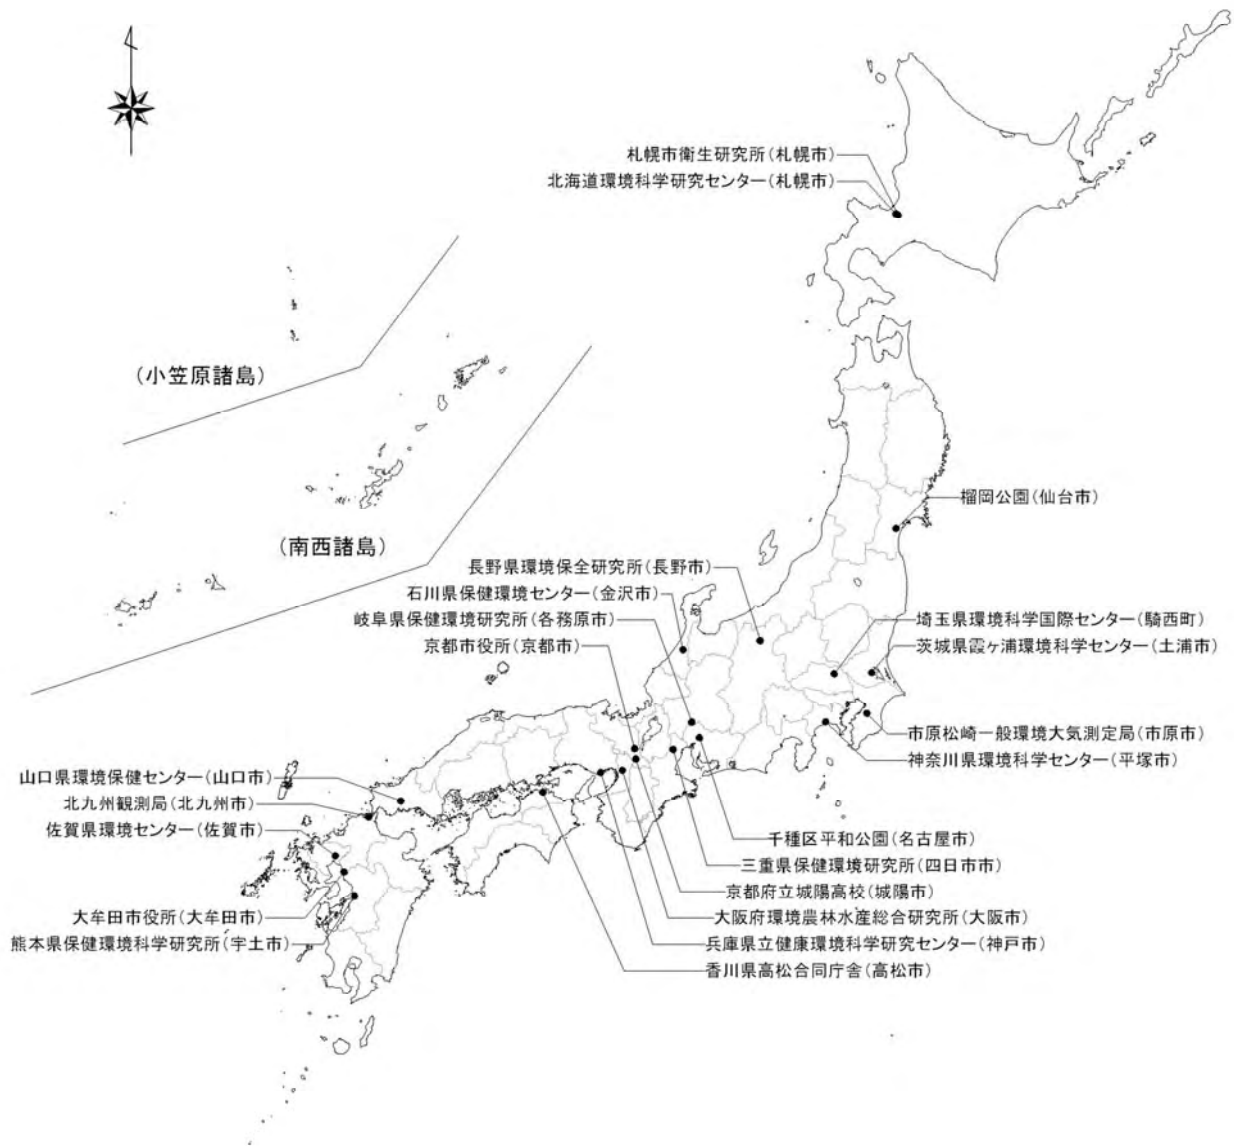 札幌市衛生研究所(札幌市)
北海道環境科学研究センター(札幌市)
(小笠原諸島)
(南西諸島)
榴岡公園(仙台市)
長野県環境保全研究所(長野市)
石川県保健環境センター(金沢市)
岐阜県保健環境研究所(各務原市)
京都市役所(京都市)
埼玉県環境科学国際センター(騎西町)
茨城県霞ヶ浦環境科学センター(土浦市)
市原松崎一般環境大気測定局(市原市)
神奈川県環境科学センター(平塚市)
山口県環境保健センター(山口市)
北九州観測局(北九州市)
佐賀県環境センター(佐賀市)
大牟田市役所(大牟田市)
熊本県保健環境科学研究所(宇土市)
千種区平和公園(名古屋市)
三重県保健環境研究所(四日市市)
京都府立城陽高校(城陽市)
大阪府環境農林水産総合研究所(大阪市)
兵庫県立健康環境科学研究センター(神戸市)
香川県高松合同庁舎(高松市)